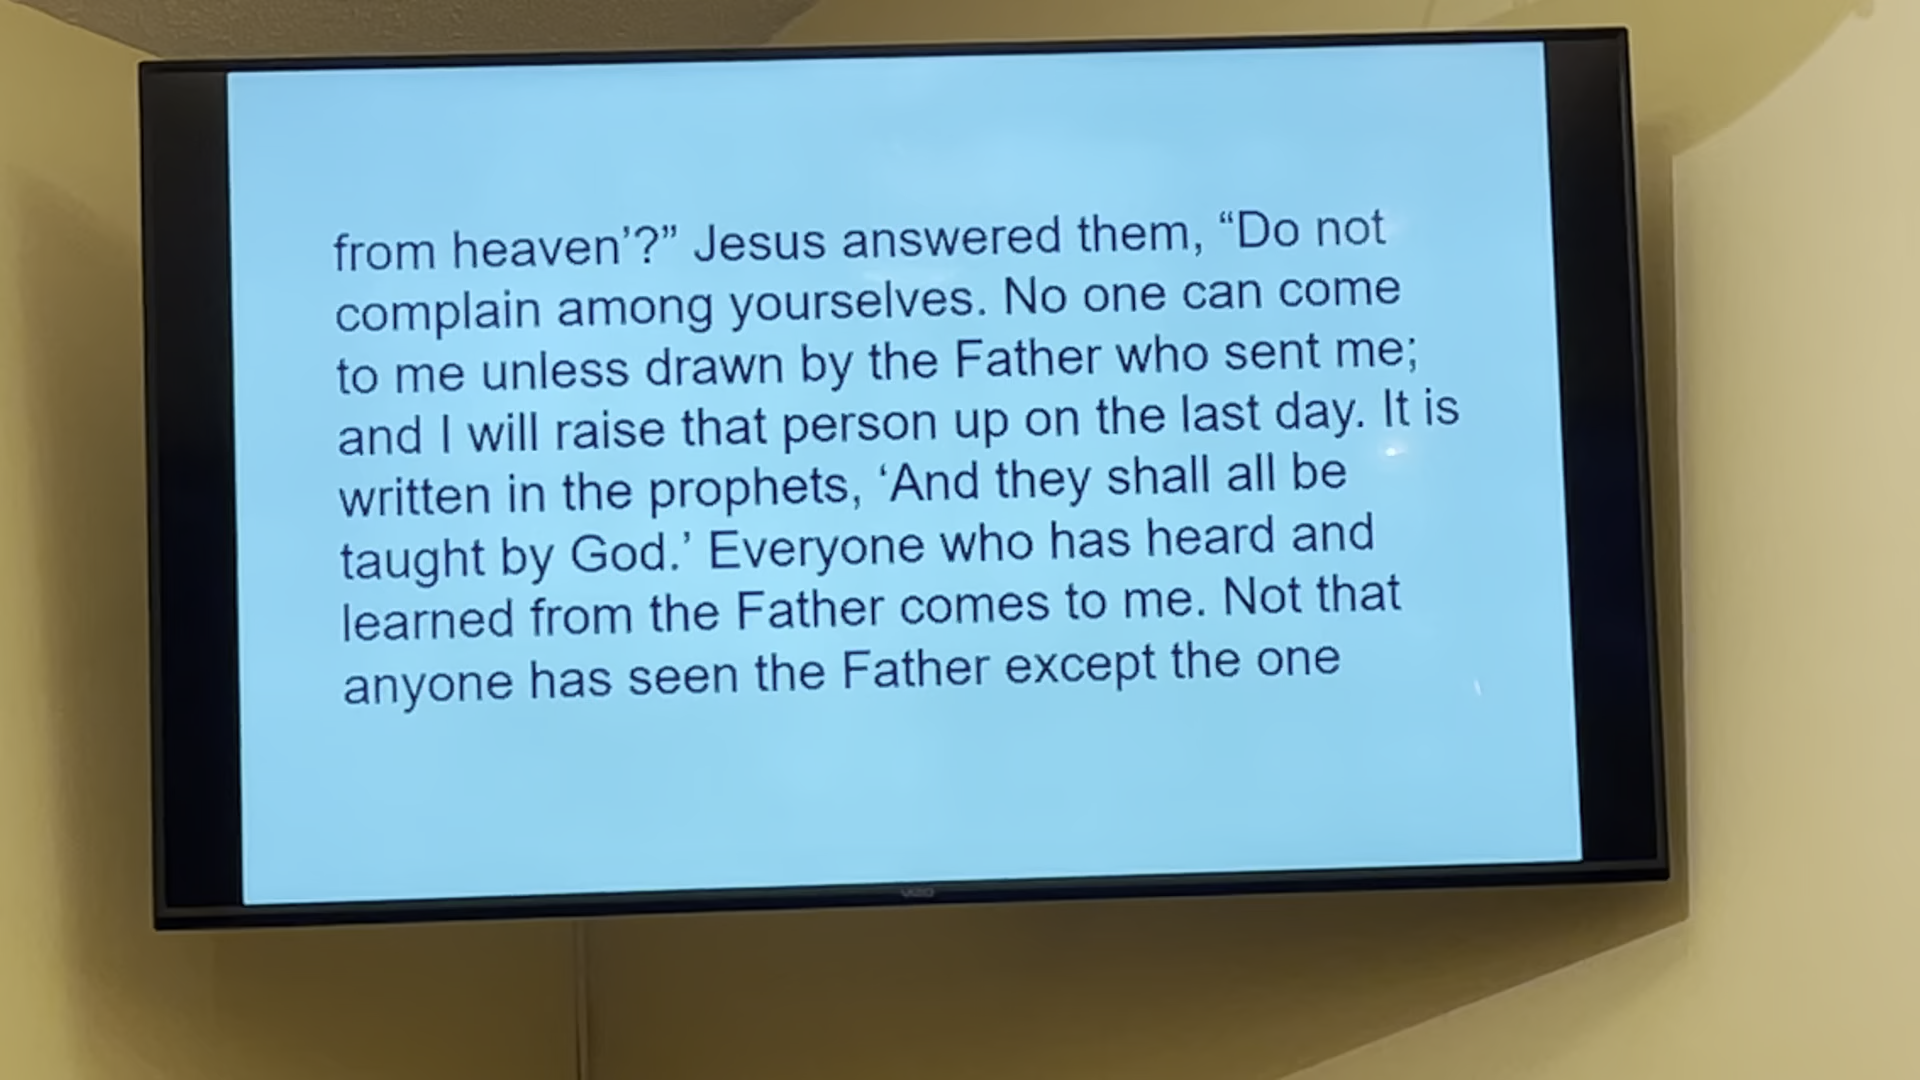 from heaven’?” Jesus answered them, “Do not
complain among yourselves. No one can come
to me unless drawn by the Father who sent me;
and I will raise that person up on the last day. It is
written in the prophets, ‘And they shall all be
taught by God.’ Everyone who has heard and
learned from the Father comes to me. Not that
anyone has seen the Father except the one
VIZIO